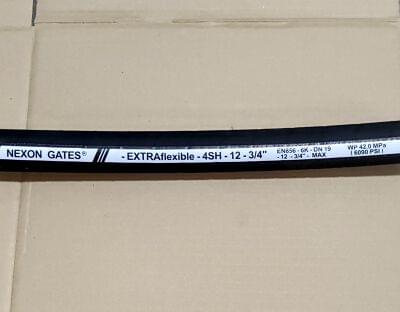 NEXON GATES® - EXTRAflexible - 4SH - 12 - 3/4" EN856 - 6K - DN 19 WP 42.0 MPa
- 12 - 3/4" - MAX ( 6090 PSI )